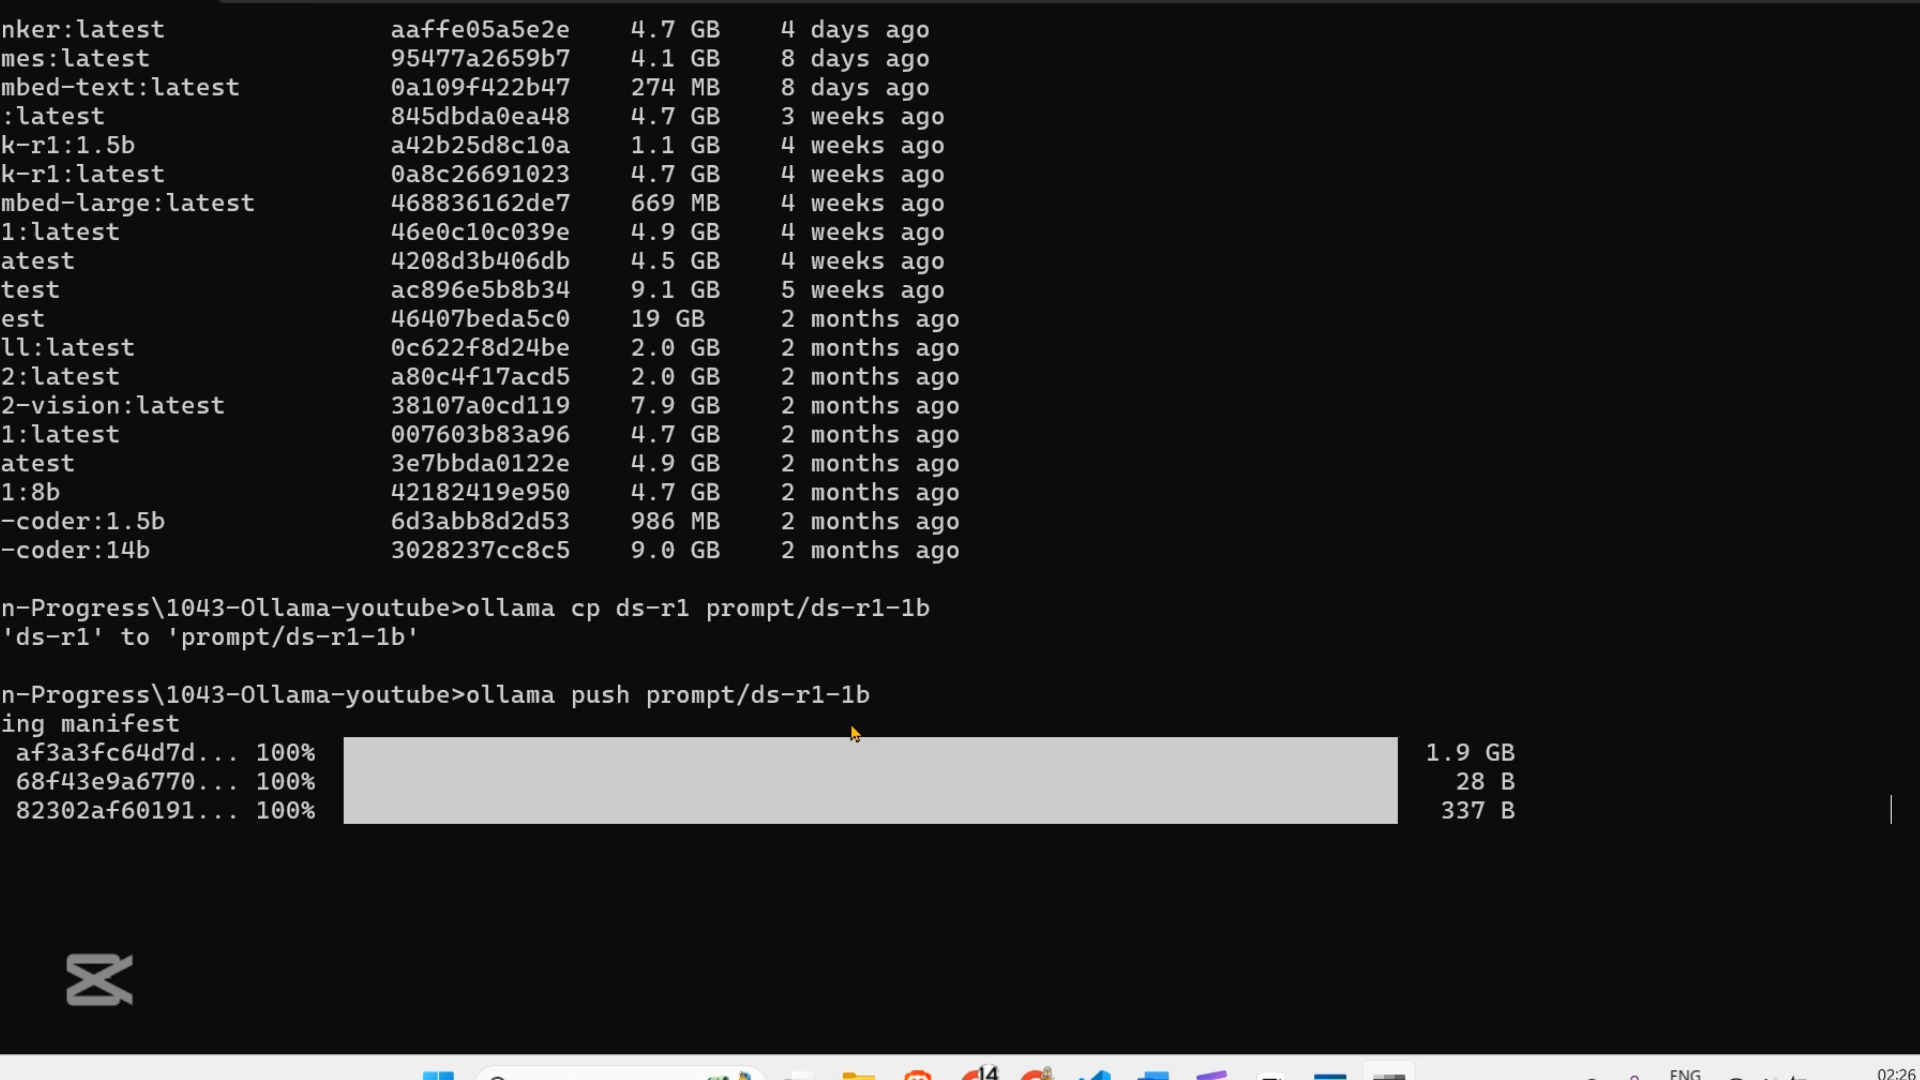 nker:latest aaffe05a5e2e 4.7 GB 4 days ago
mes:latest 95477a2659b7 4.1 GB 8 days ago
mbed-text:latest 0a109f422b47 274 MB 8 days ago
:latest 845dbda0ea48 4.7 GB 3 weeks ago
k-r1:1.5b a42b25d8c10a 1.1 GB 4 weeks ago
k-r1:latest 0a8c26691023 4.7 GB 4 weeks ago
mbed-large:latest 468836162de7 669 MB 4 weeks ago
1:latest 46e0c10c039e 4.9 GB 4 weeks ago
atest 4208d3b406db 4.5 GB 4 weeks ago
test ac896e5b8b34 9.1 GB 5 weeks ago
est 46407beda5c0 19 GB 2 months ago
ll:latest 0c622f8d24be 2.0 GB 2 months ago
2:latest a80c4f17acd5 2.0 GB 2 months ago
2-vision:latest 38107a0cd119 7.9 GB 2 months ago
1:latest 007603b83a96 4.7 GB 2 months ago
atest 3e7bbda0122e 4.9 GB 2 months ago
1:8b 42182419e950 4.7 GB 2 months ago
-coder:1.5b 6d3abb8d2d53 986 MB 2 months ago
-coder:14b 3028237cc8c5 9.0 GB 2 months ago
n-Progress\1043-Ollama-youtube>ollama cp ds-r1 prompt/ds-r1-1b
'ds-r1' to 'prompt/ds-r1-1b'
n-Progress\1043-Ollama-youtube>ollama push prompt/ds-r1-1b
ing manifest
af3a3fc64d7d... 100% 1.9 GB
68f43e9a6770... 100% 28 B
82302af60191... 100% 337 B
14 ENG 02:26